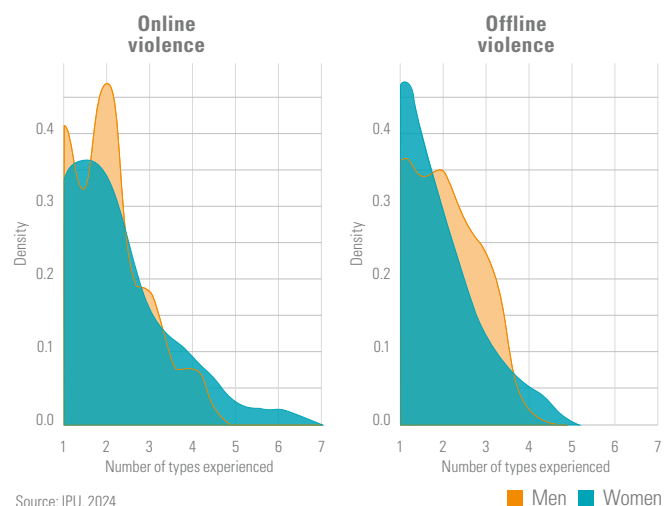 Online
violence
Offline
violence
Density
0.4
0.3
0.2
0.1
0.0
1 2 3 4 5 6 7
Number of types experienced
Density
0.4
0.3
0.2
0.1
0.0
1 2 3 4 5 6 7
Number of types experienced
Source: IPU, 2024
Men Women